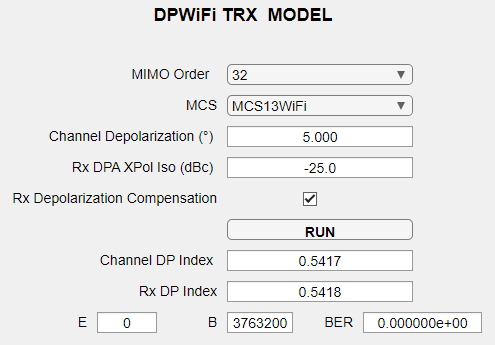 DPWiFi TRX MODEL
MIMO Order 32
MCS MCS13WiFi
Channel Depolarization (°) 5.000
Rx DPA XPol Iso (dBc) -25.0
Rx Depolarization Compensation
RUN
Channel DP Index 0.5417
Rx DP Index 0.5418
E 0 B 3763200 BER 0.000000e+00